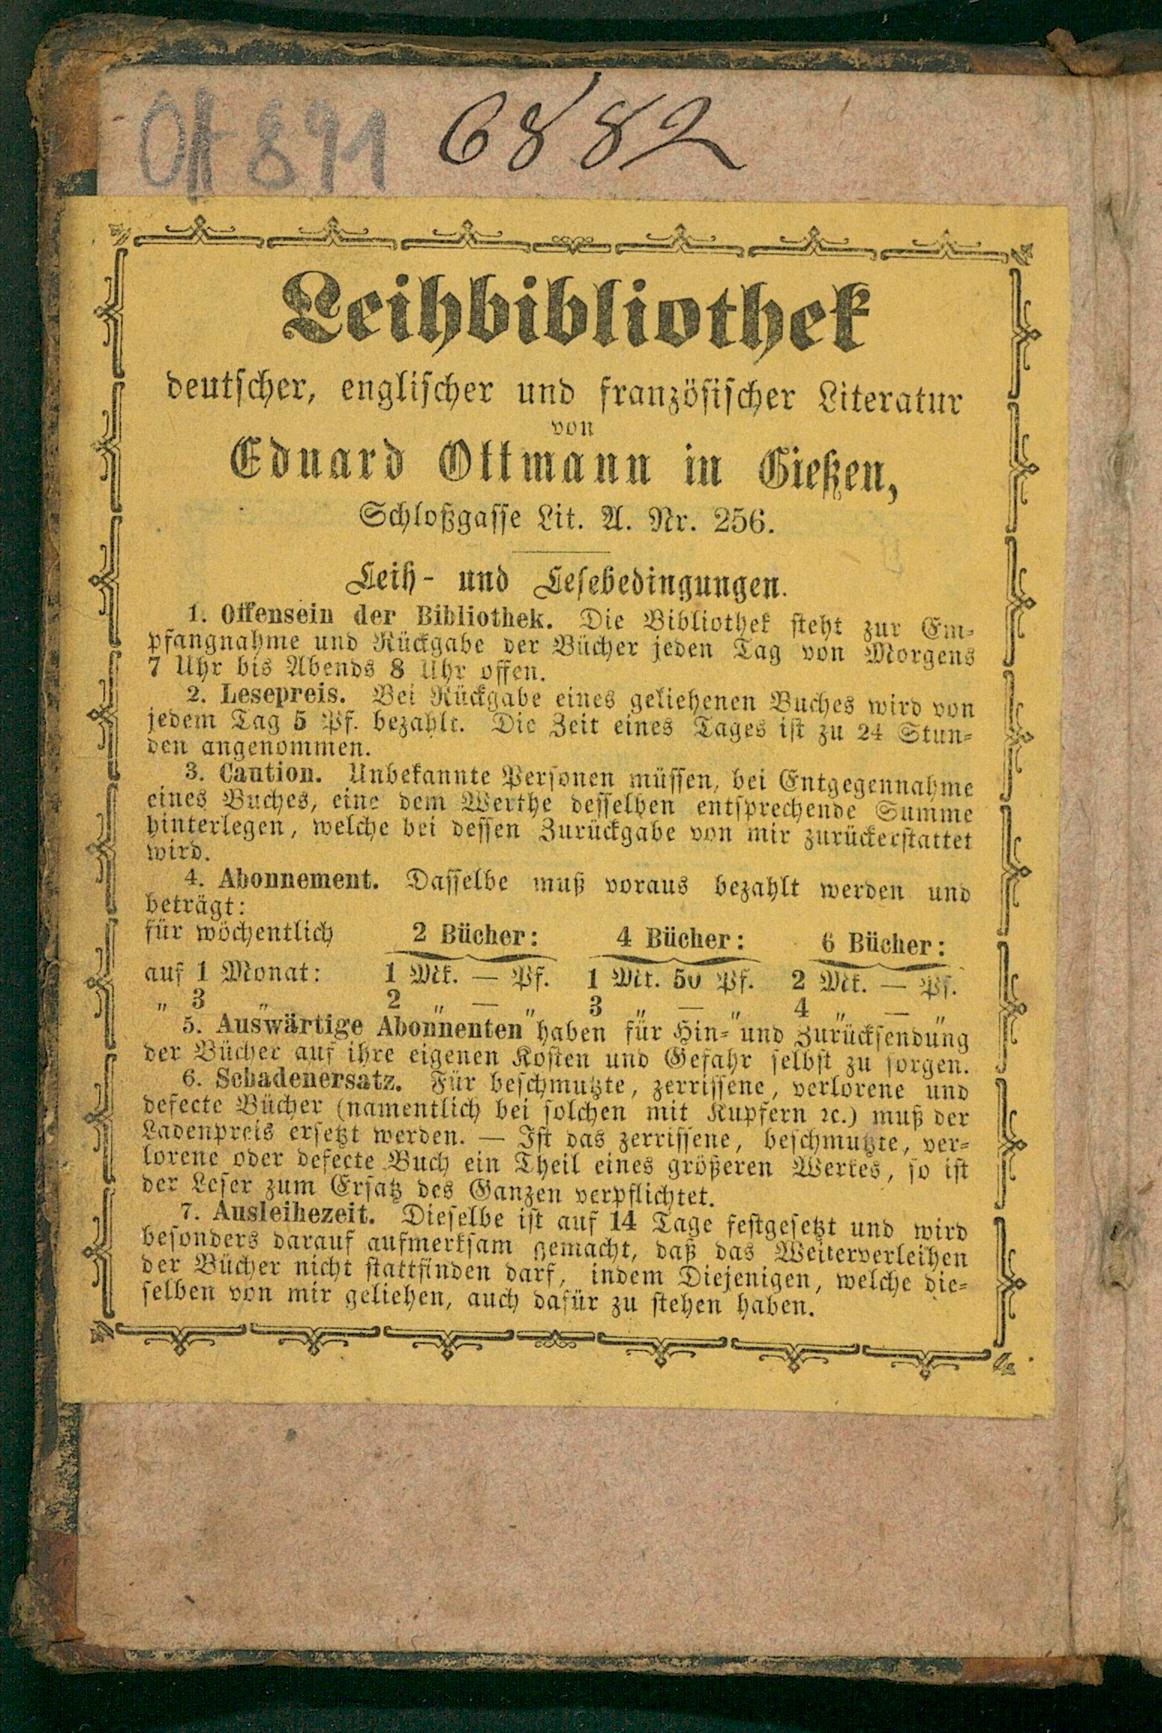 Ott 891
6882
Leihbibliothek
deutscher, englischer und französischer Literatur
von
Eduard Ottmann in Gießen,
Schloßgasse Lit. A. Nr. 256.
Leih- und Lesebedingungen.
1. Offensein der Bibliothek. Die Bibliothek steht zur Em-
pfangnahme und Rückgabe der Bücher jeden Tag von Morgens
7 Uhr bis Abends 8 Uhr offen.
2. Lesepreis. Bei Rückgabe eines geliehenen Buches wird von
jedem Tag 5 Pf. bezahlt. Die Zeit eines Tages ist zu 24 Stun-
den angenommen.
3. Caution. Unbekannte Personen müssen, bei Entgegennahme
eines Buches, eine dem Werthe desselben entsprechende Summe
hinterlegen, welche bei dessen Zurückgabe von mir zurückerstattet
wird.
4. Abonnement. Dasselbe muß voraus bezahlt werden und
beträgt:
für wöchentlich 2 Bücher: 4 Bücher: 6 Bücher:
auf 1 Monat: 1 Mk. — Pf. 1 Mk. 50 Pf. 2 Mk. — Pf.
„ 3 „ 2 „ — „ 3 „ — „ 4 „ — „
5. Auswärtige Abonnenten haben für Hin- und Zurücksendung
der Bücher auf ihre eigenen Kosten und Gefahr selbst zu sorgen.
6. Schadenersatz. Für beschmutzte, zerrissene, verlorene und
defecte Bücher (namentlich bei solchen mit Kupfern ꝛc.) muß der
Ladenpreis ersetzt werden. — Ist das zerrissene, beschmutzte, ver-
lorene oder defecte Buch ein Theil eines größeren Werkes, so ist
der Leser zum Ersatz des Ganzen verpflichtet.
7. Ausleihezeit. Dieselbe ist auf 14 Tage festgesetzt und wird
besonders darauf aufmerksam gemacht, daß das Weiterverleihen
der Bücher nicht stattfinden darf, indem Diejenigen, welche die-
selben von mir geliehen, auch dafür zu stehen haben.